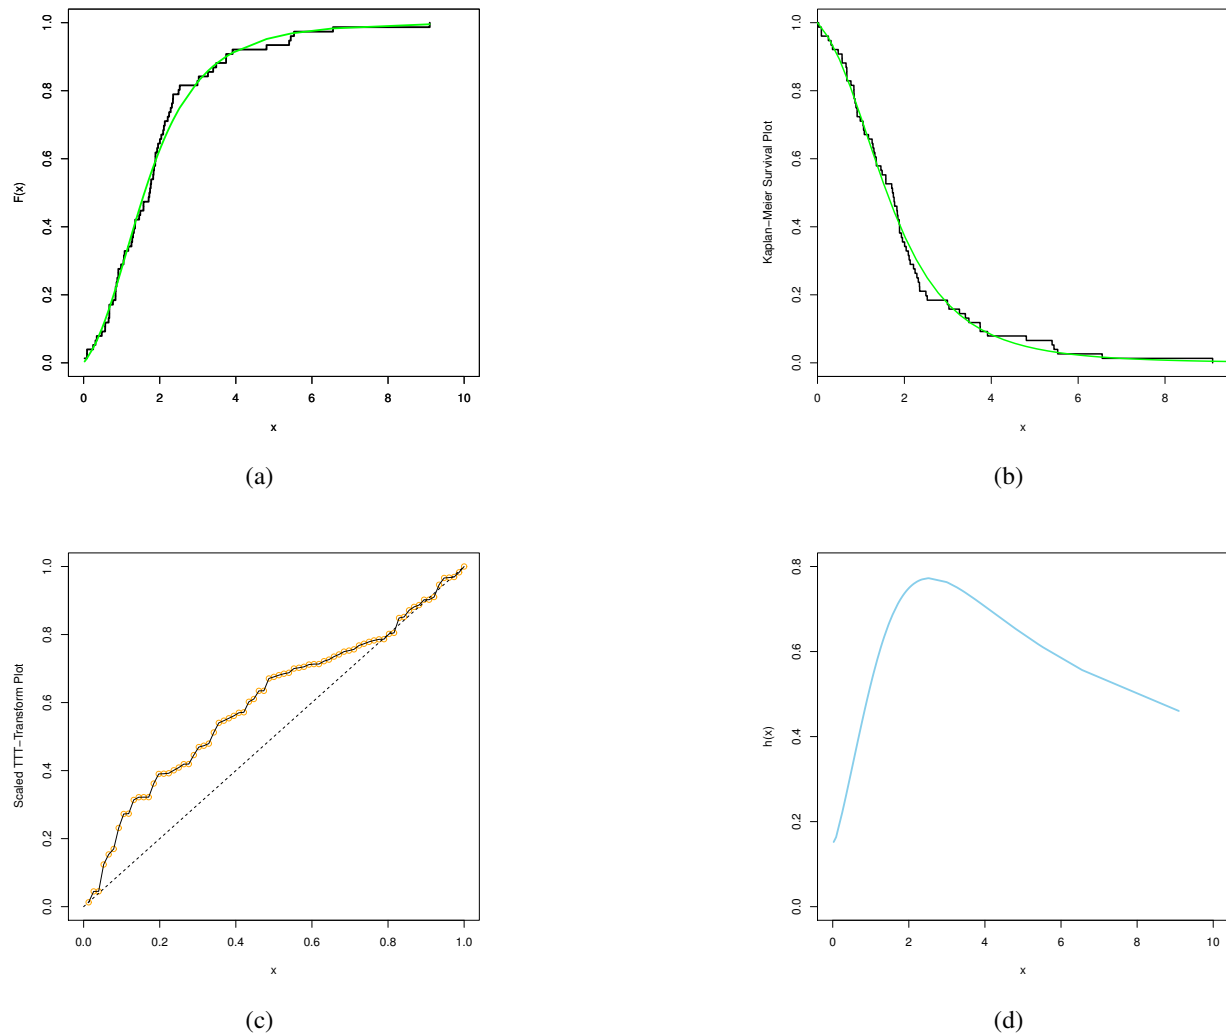 1.0
0.8
0.6
0.4
0.2
0.0
F(x)
0 2 4 6 8 10
x
(a)
1.0
0.8
0.6
0.4
0.2
0.0
Kaplan−Meier Survival Plot
0 2 4 6 8
x
(b)
1.0
0.8
0.6
0.4
0.2
0.0
Scaled TTT−Transform Plot
0.0 0.2 0.4 0.6 0.8 1.0
x
(c)
0.8
0.6
0.4
0.2
0.0
h(x)
0 2 4 6 8 10
x
(d)